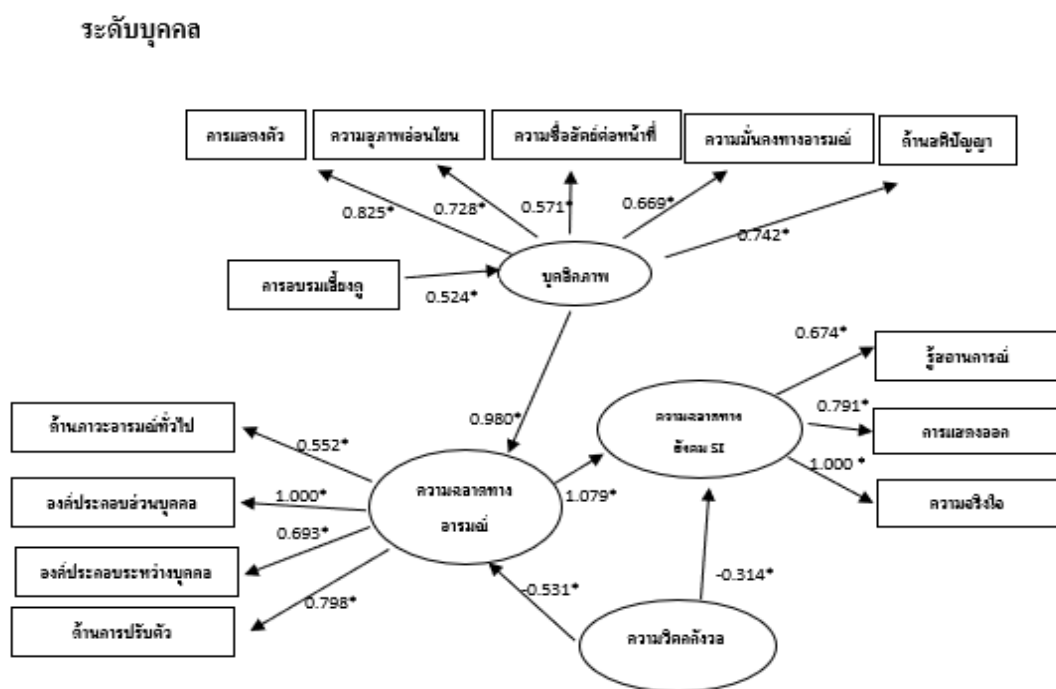 ระดับบุคคล
การแสดงตัว
ความสุภาพอ่อนโยน
ความซื่อสัตย์ต่อหน้าที่
ความมั่นคงทางอารมณ์
ด้านสติปัญญา
0.825*
0.728*
0.571*
0.669*
0.742*
บุคลิกภาพ
การอบรมเลี้ยงดู
0.524*
0.674*
รู้สถานการณ์
ความฉลาดทาง
สังคม SI
0.791*
การแสดงออก
1.000 *
ความจริงใจ
0.980*
ด้านภาวะอารมณ์ทั่วไป
0.552*
ความฉลาดทาง
อารมณ์
1.079*
องค์ประกอบส่วนบุคคล
1.000*
0.693*
องค์ประกอบระหว่างบุคคล
0.798*
ด้านการปรับตัว
-0.531*
-0.314*
ความวิตกกังวล